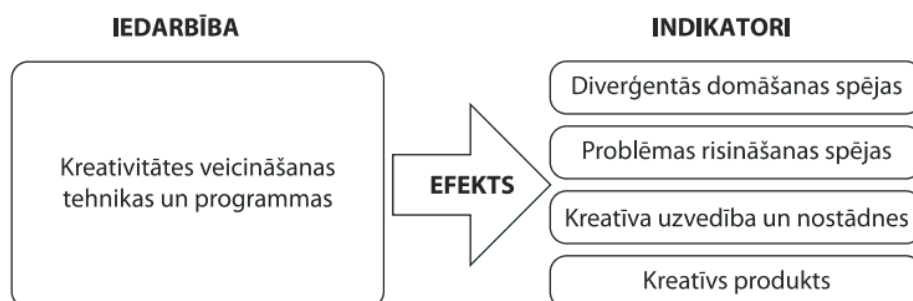 IEDARBĪBA
INDIKATORI
Kreativitātes veicināšanas
tehnikas un programmas
EFEKTS
Diverģentās domāšanas spējas
Problēmas risināšanas spējas
Kreatīva uzvedība un nostādnes
Kreatīvs produkts